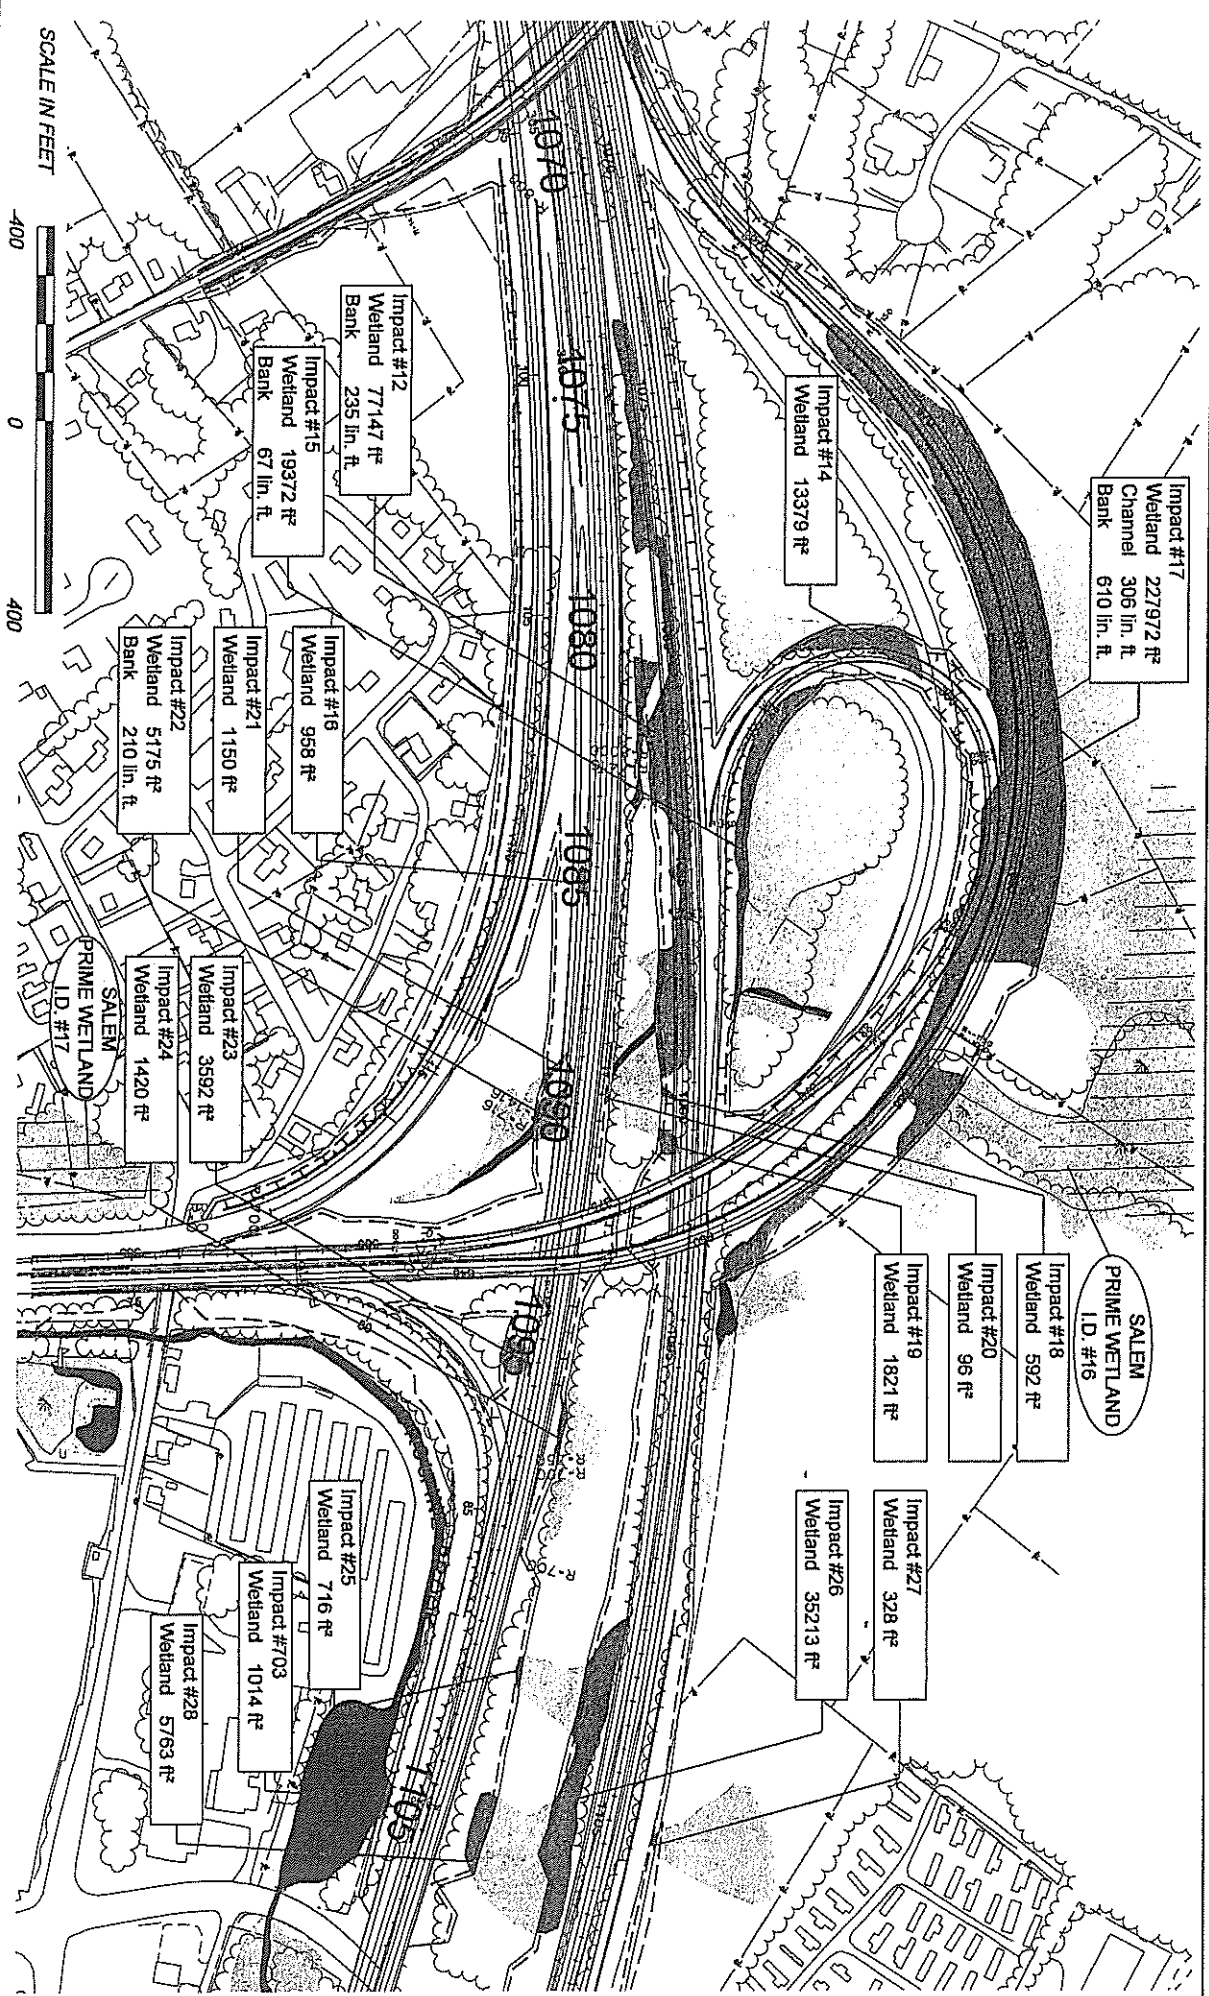 Impact #17
Wetland 227972 ft²
Channel 306 lin. ft.
Bank 610 lin. ft.
SALEM
PRIME WETLAND
I.D. #16
Impact #18
Wetland 592 ft²
Impact #20
Wetland 96 ft²
Impact #19
Wetland 1821 ft²
Impact #27
Wetland 328 ft²
Impact #26
Wetland 35213 ft²
Impact #14
Wetland 13379 ft²
1070
1075
1080
1085
1090
1095
1105
Impact #12
Wetland 77147 ft²
Bank 235 lin. ft.
Impact #15
Wetland 19372 ft²
Bank 67 lin. ft.
Impact #16
Wetland 958 ft²
Impact #21
Wetland 1150 ft²
Impact #22
Wetland 5175 ft²
Bank 210 lin. ft.
Impact #23
Wetland 3592 ft²
Impact #24
Wetland 1420 ft²
SALEM
PRIME WETLAND
I.D. #17
Impact #25
Wetland 716 ft²
Impact #703
Wetland 1014 ft²
Impact #28
Wetland 5763 ft²
SCALE IN FEET
-400 0 400